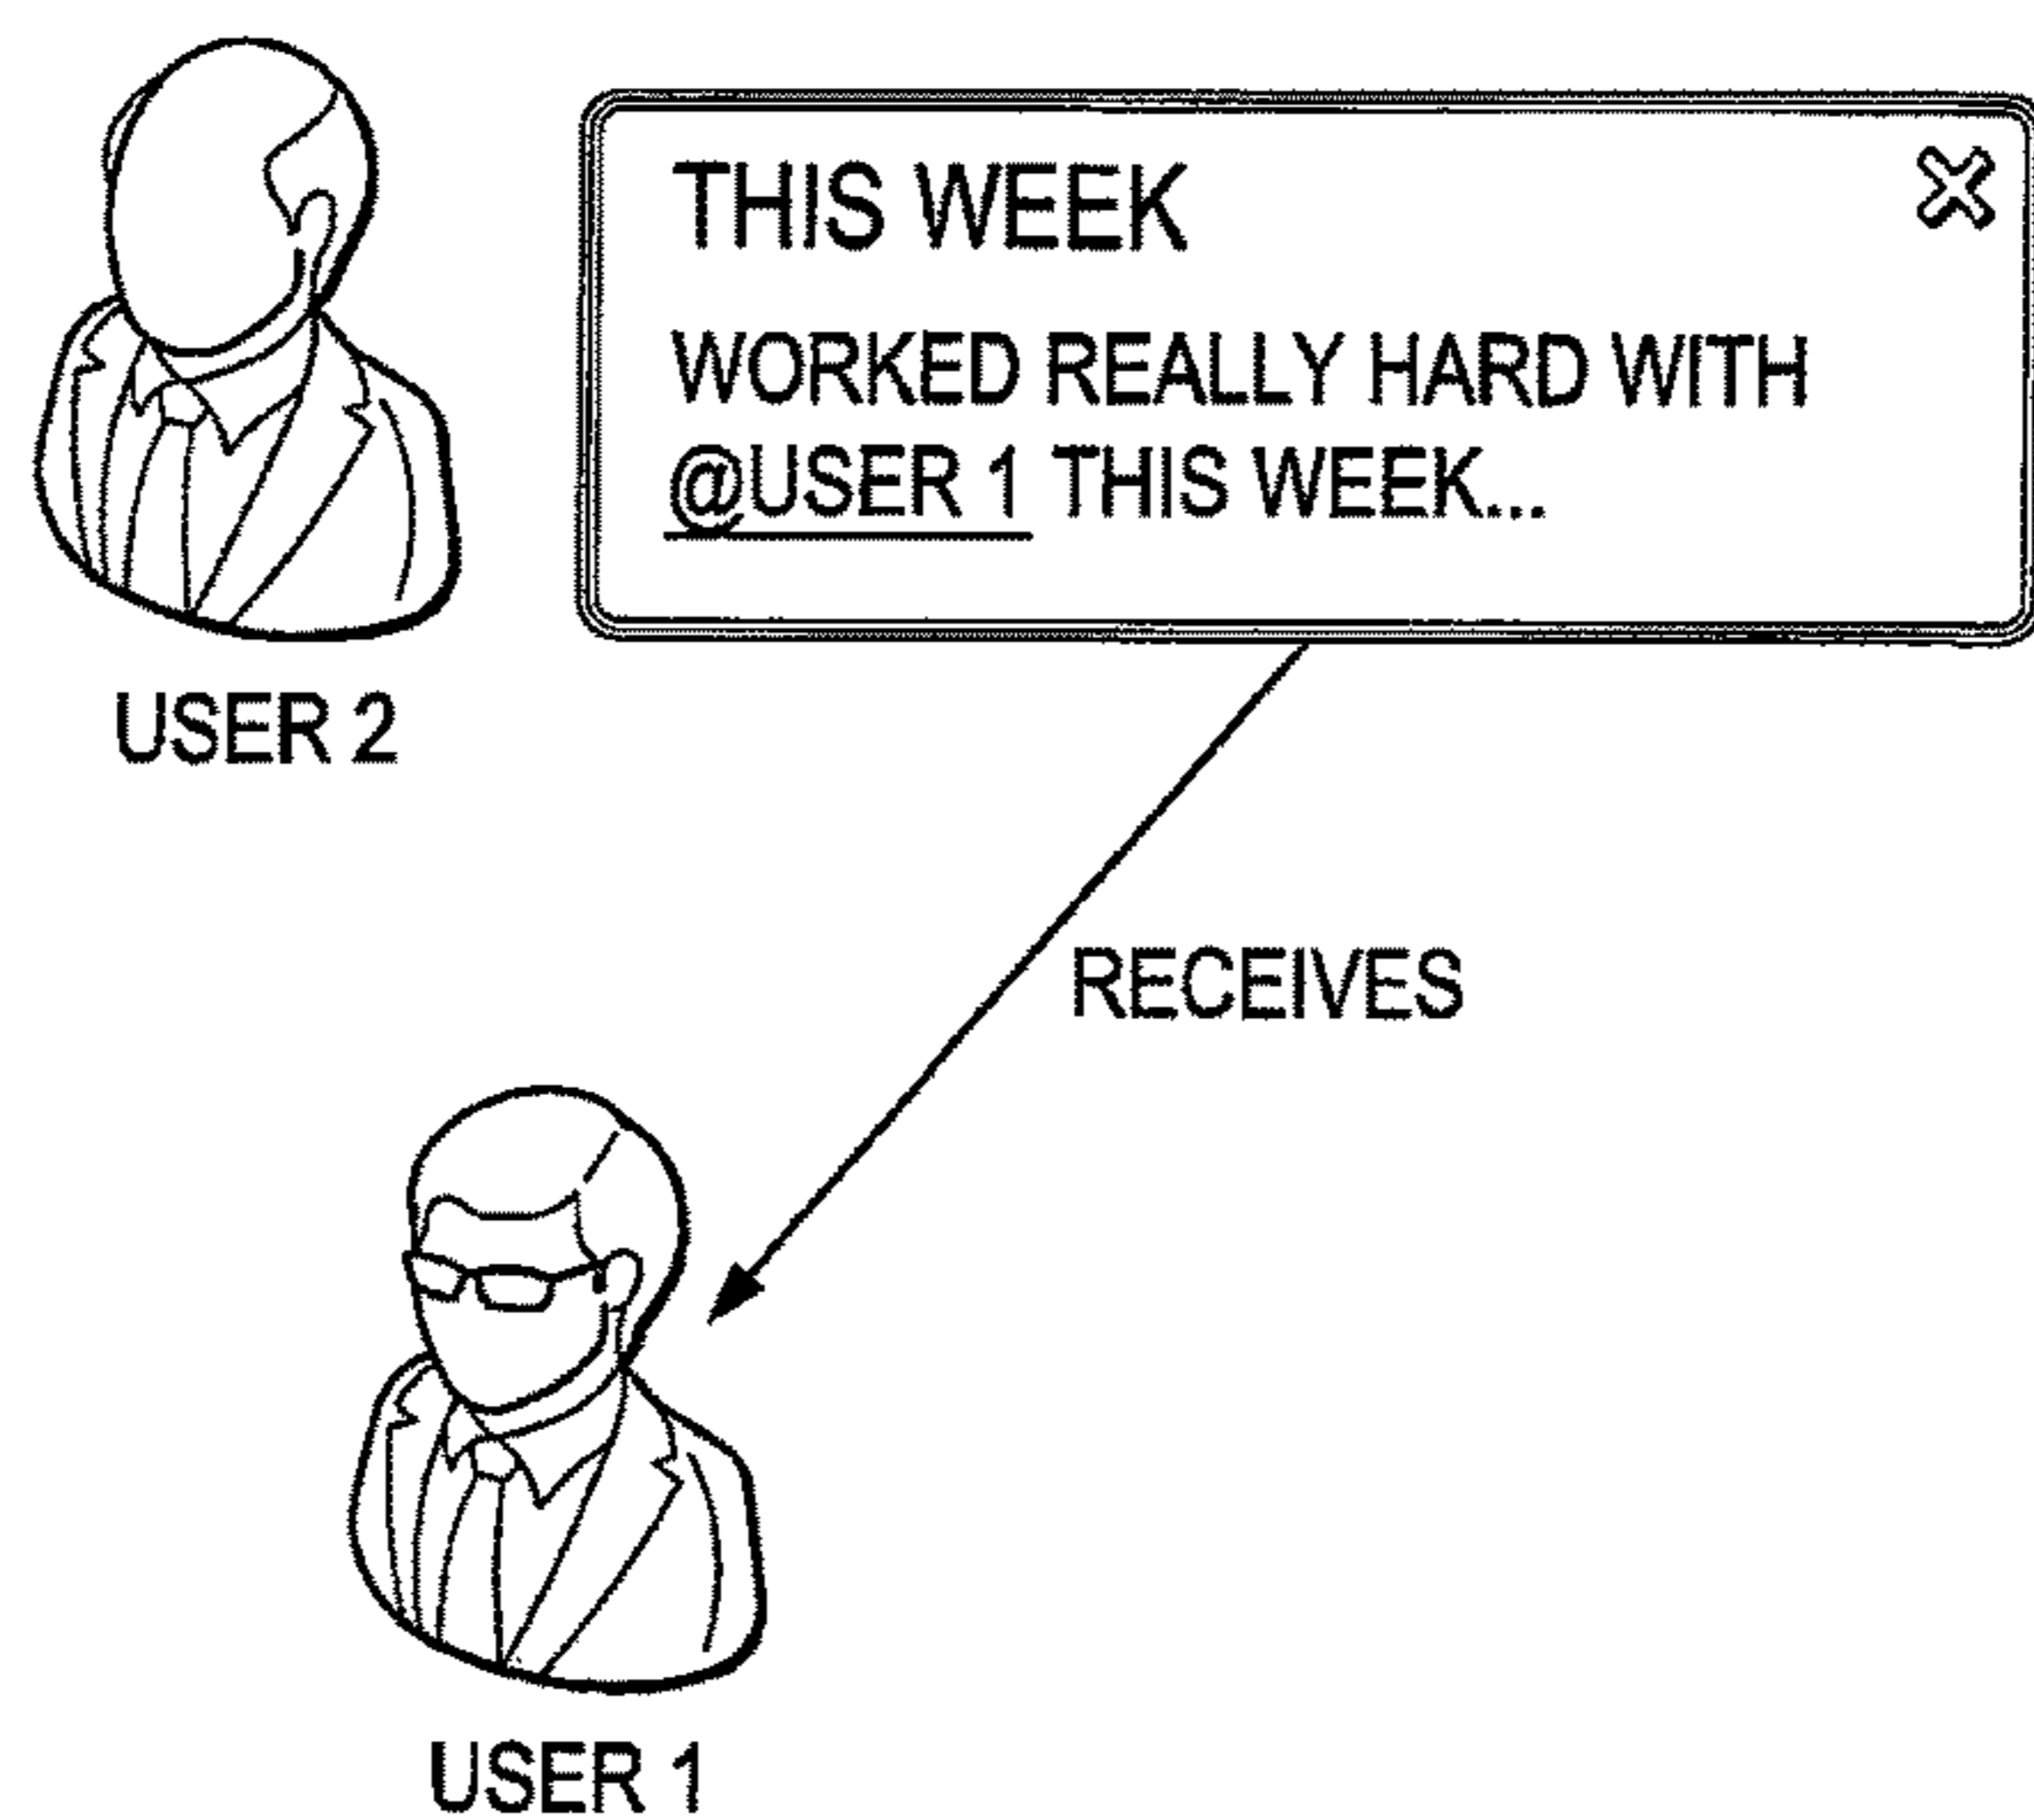 THIS WEEK
WORKED REALLY HARD WITH
@USER 1 THIS WEEK...
USER 2
RECEIVES
USER 1